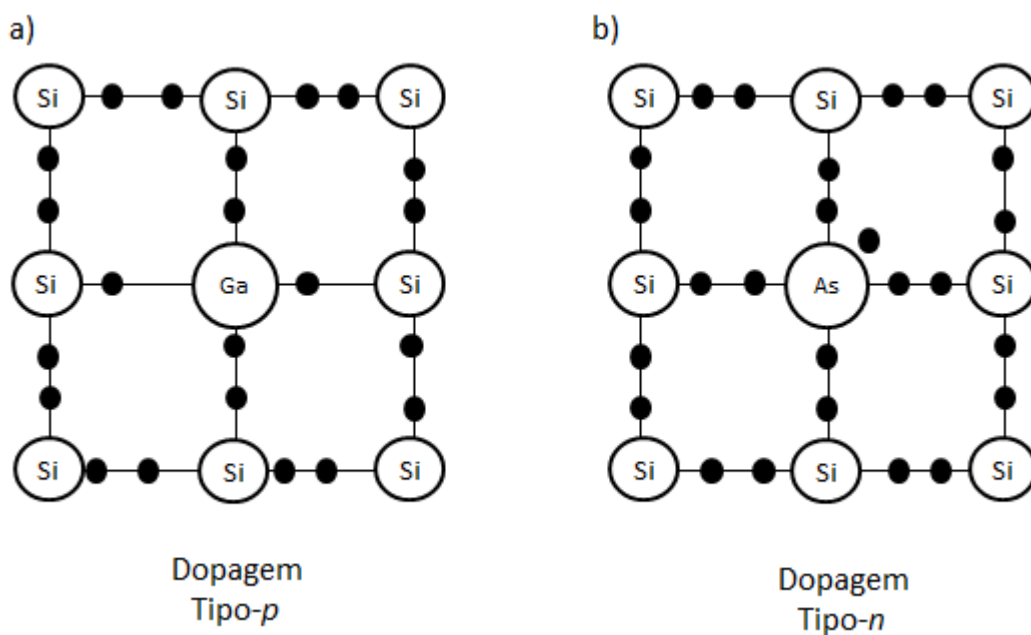 a)
Si Si Si
Si Ga Si
Si Si Si
Dopagem
Tipo-p
b)
Si Si Si
Si As Si
Si Si Si
Dopagem
Tipo-n